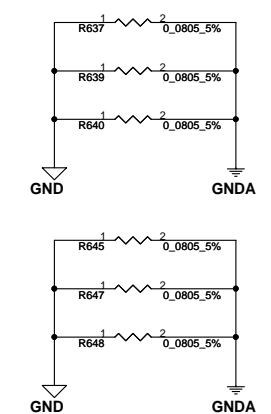 1 2
R637 0_0805_5%
1 2
R639 0_0805_5%
1 2
R640 0_0805_5%
GND GNDA
1 2
R645 0_0805_5%
1 2
R647 0_0805_5%
1 2
R648 0_0805_5%
GND GNDA